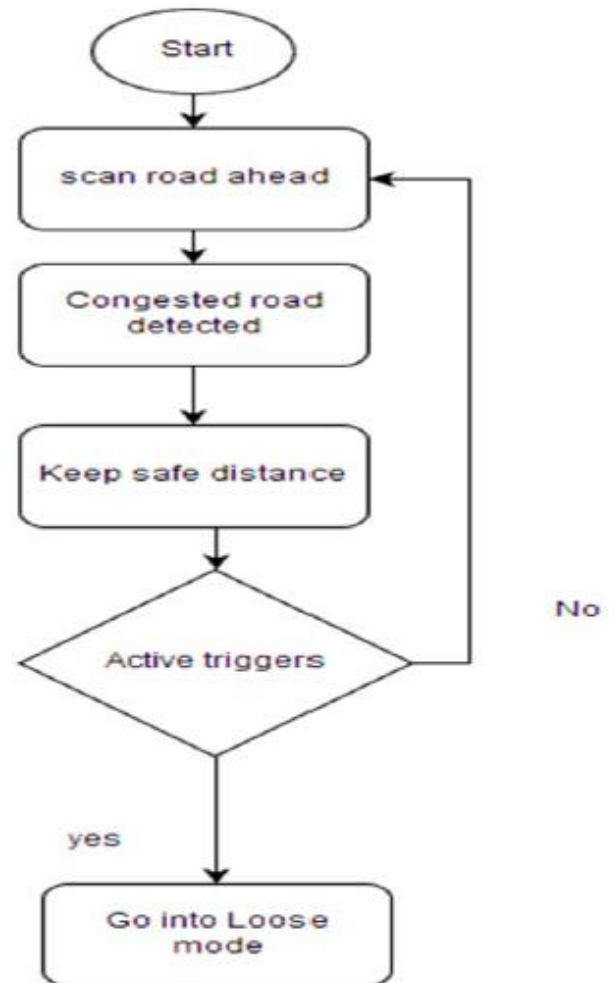 Start
scan road ahead
Congested road
detected
Keep safe distance
No
Active triggers
yes
Go into Loose
mode